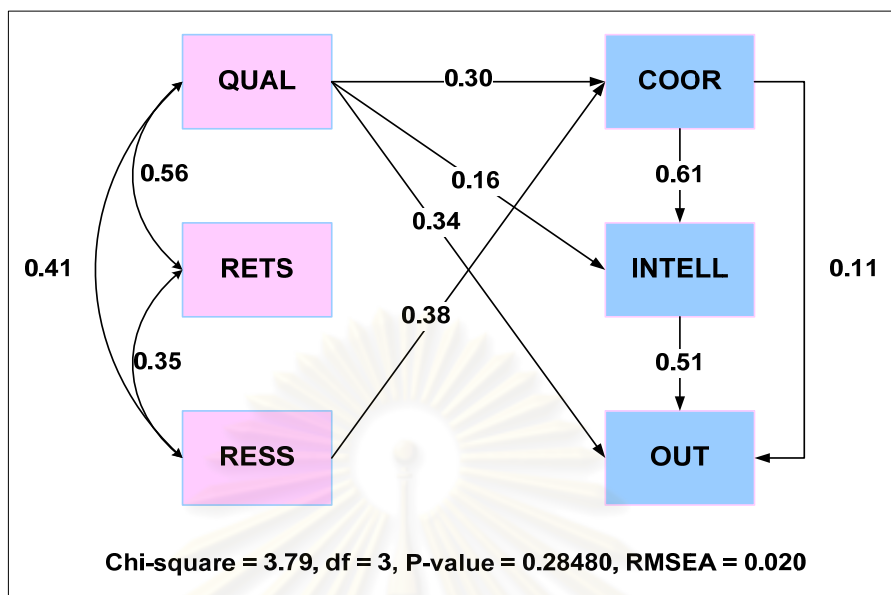 QUAL
0.30
COOR
0.56
0.16
0.61
0.34
0.41
RETS
INTELL
0.11
0.38
0.35
0.51
RESS
OUT
Chi-square = 3.79, df = 3, P-value = 0.28480, RMSEA = 0.020